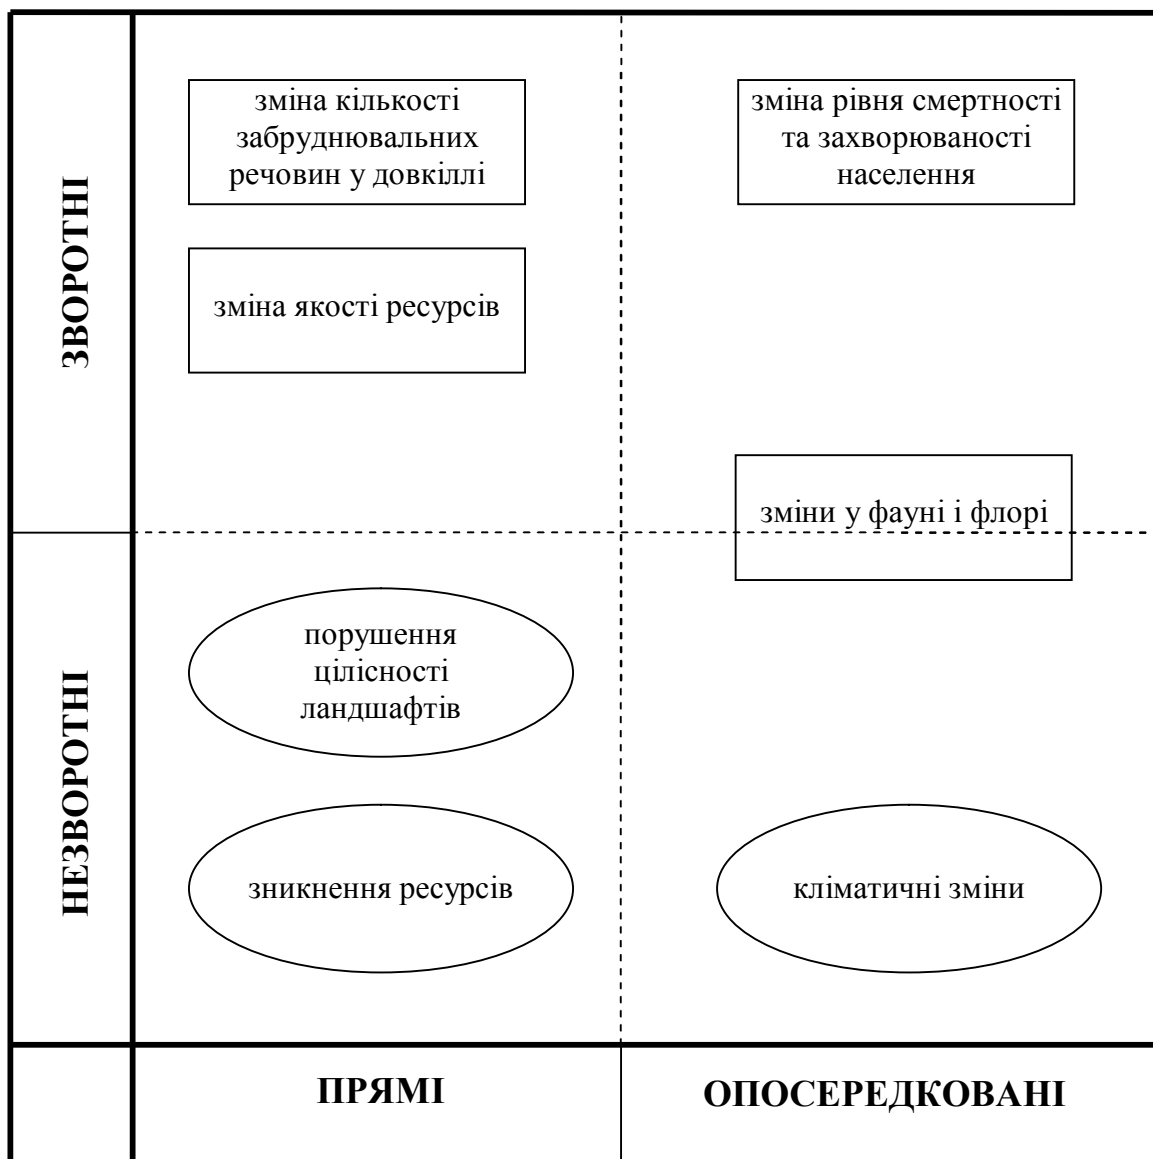 ЗВОРОТНІ
зміна кількості
забруднювальних
речовин у довкіллі
зміна рівня смертності
та захворюваності
населення
зміна якості ресурсів
зміни у фауні і флорі
НЕЗВОРОТНІ
порушення
цілісності
ландшафтів
зникнення ресурсів
кліматичні зміни
ПРЯМІ
ОПОСЕРЕДКОВАНІ